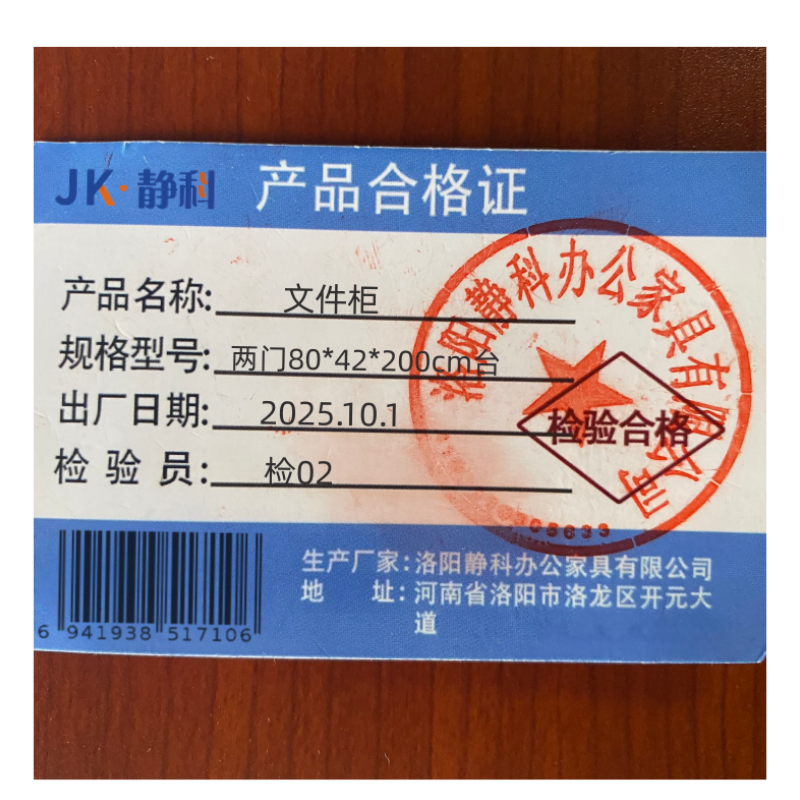 JK·静科 产品合格证
产品名称: 文件柜
规格型号: 两门80*42*200cm台
出厂日期: 2025.10.1
检验员: 检02
洛阳静科办公家具有限公司
检验合格
生产厂家:洛阳静科办公家具有限公司
地 址:河南省洛阳市洛龙区开元大
道
6 941938 517106